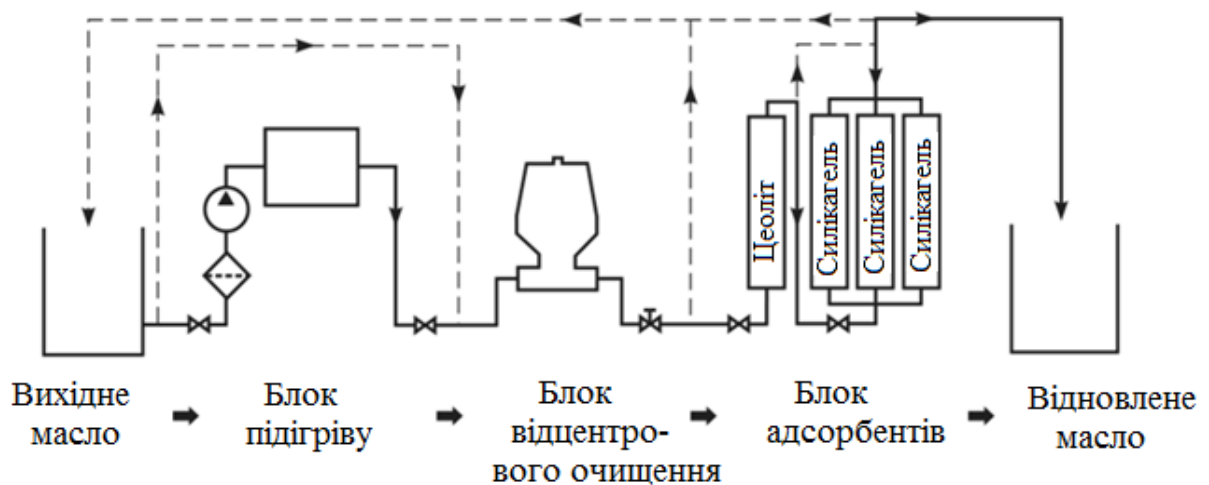 Цеоліт
Силікагель
Силікагель
Силікагель
Вихідне
масло
Блок
підігріву
Блок
відцентро-
вого очищення
Блок
адсорбентів
Відновлене
масло